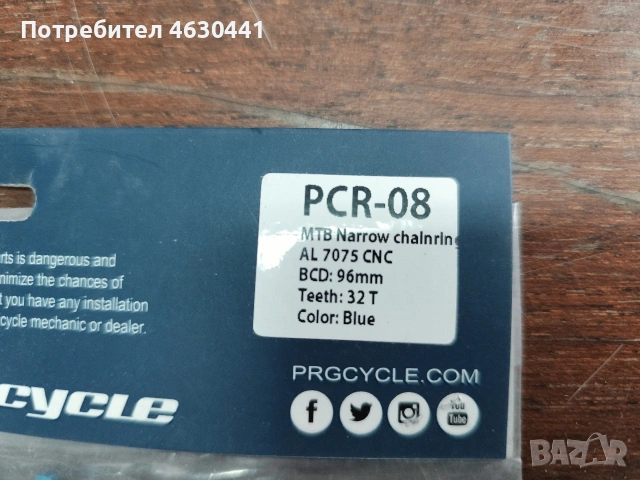 Потребител 4630441
PCR-08
MTB Narrow chainring
AL 7075 CNC
BCD: 96mm
Teeth: 32 T
Color: Blue
rts is dangerous and
nimize the chances of
t you have any installation
cycle mechanic or dealer.
PRGCYCLE.COM
cycle
You
Tube
BAZAR